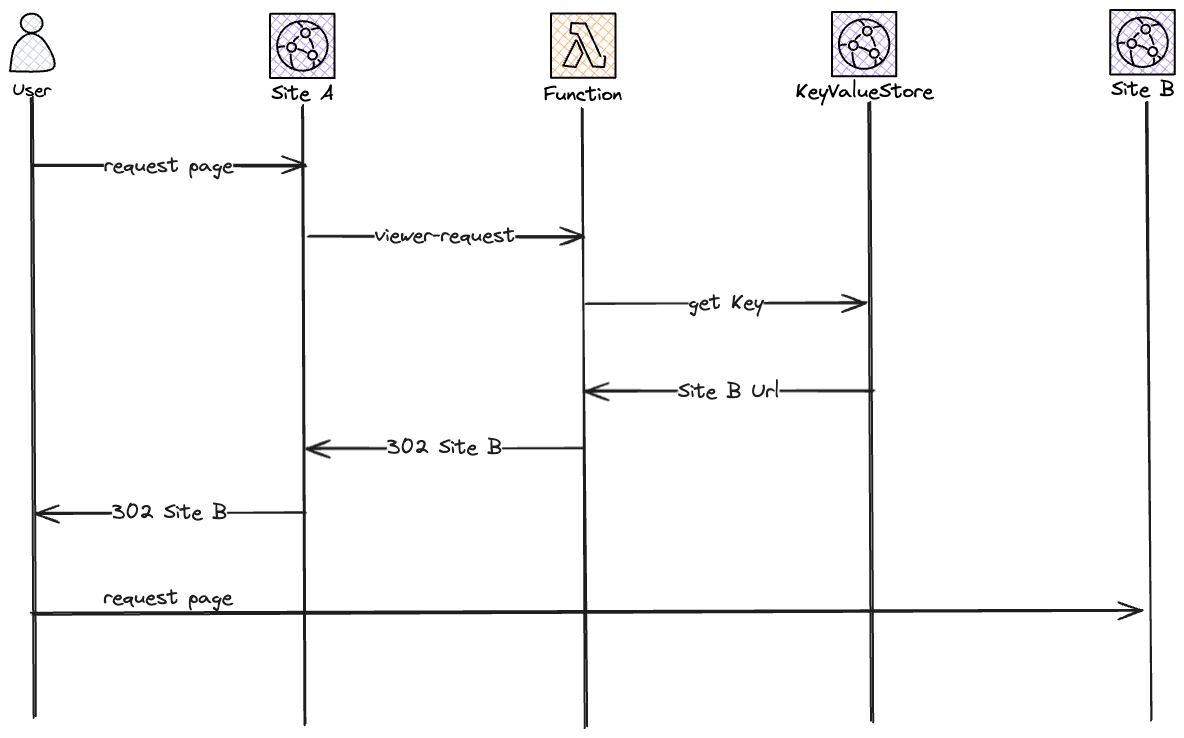 User
Site A
Function
KeyValueStore
Site B
request page
viewer-request
get Key
Site B Url
302 Site B
302 Site B
request page